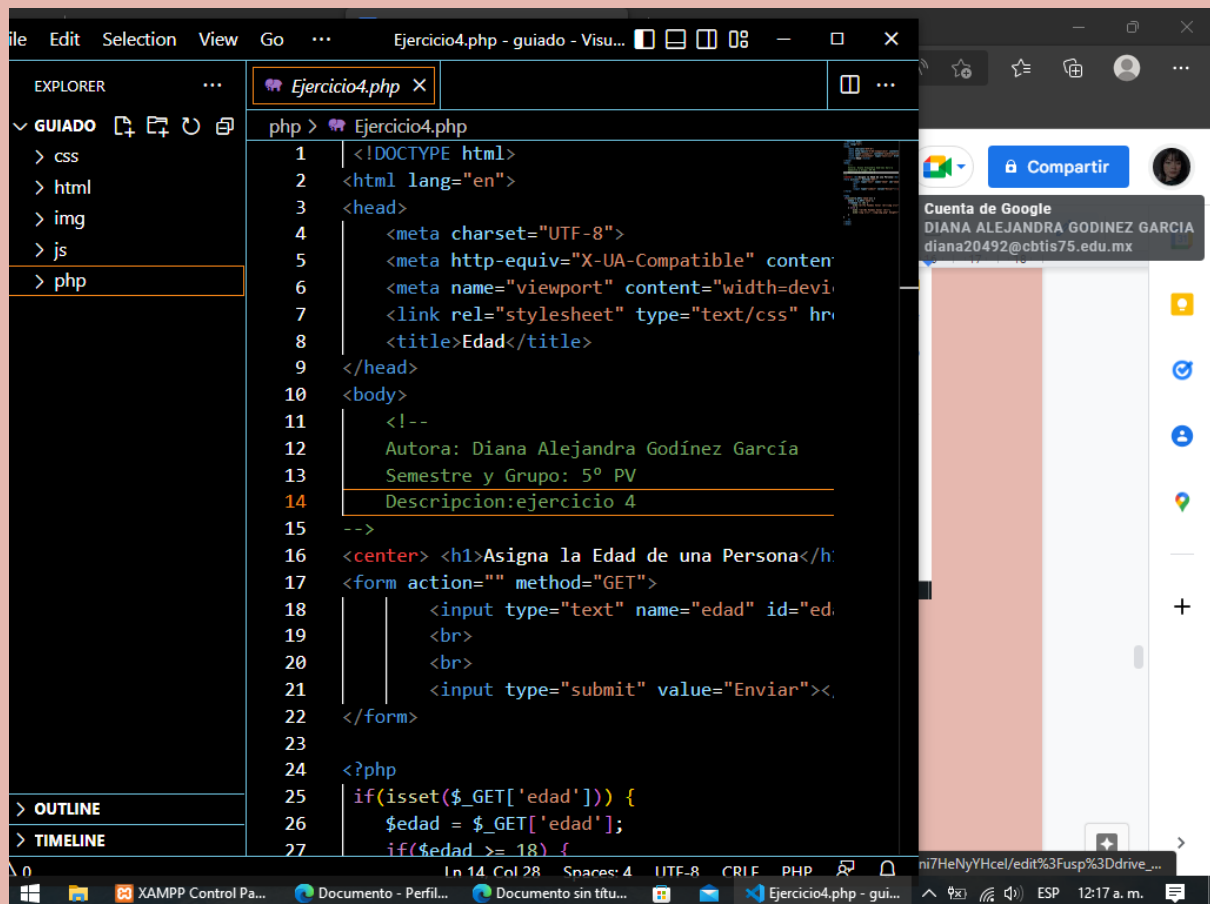 ile Edit Selection View Go ··· Ejercicio4.php - guiado - Visu...
EXPLORER ···
GUIADO
css
html
img
js
php
OUTLINE
TIMELINE
Ejercicio4.php
php > Ejercicio4.php
1 <!DOCTYPE html>
2 <html lang="en">
3 <head>
4 <meta charset="UTF-8">
5 <meta http-equiv="X-UA-Compatible" conten
6 <meta name="viewport" content="width=devi
7 <link rel="stylesheet" type="text/css" hr
8 <title>Edad</title>
9 </head>
10 <body>
11 <!--
12 Autora: Diana Alejandra Godínez García
13 Semestre y Grupo: 5º PV
14 Descripcion:ejercicio 4
15 -->
16 <center> <h1>Asigna la Edad de una Persona</h
17 <form action="" method="GET">
18 <input type="text" name="edad" id="ed
19 <br>
20 <br>
21 <input type="submit" value="Enviar"><
22 </form>
23
24 <?php
25 if(isset($_GET['edad'])) {
26 $edad = $_GET['edad'];
27 if($edad >= 18) {
0 Ln 14, Col 28 Spaces: 4 UTF-8 CRLF PHP
Compartir
Cuenta de Google
DIANA ALEJANDRA GODINEZ GARCIA
diana20492@cbtis75.edu.mx
17 18
ni7HeNyYHcel/edit%3Fusp%3Ddrive_...
XAMPP Control Pa... Documento - Perfil... Documento sin títu... Ejercicio4.php - gui... ESP 12:17 a. m.